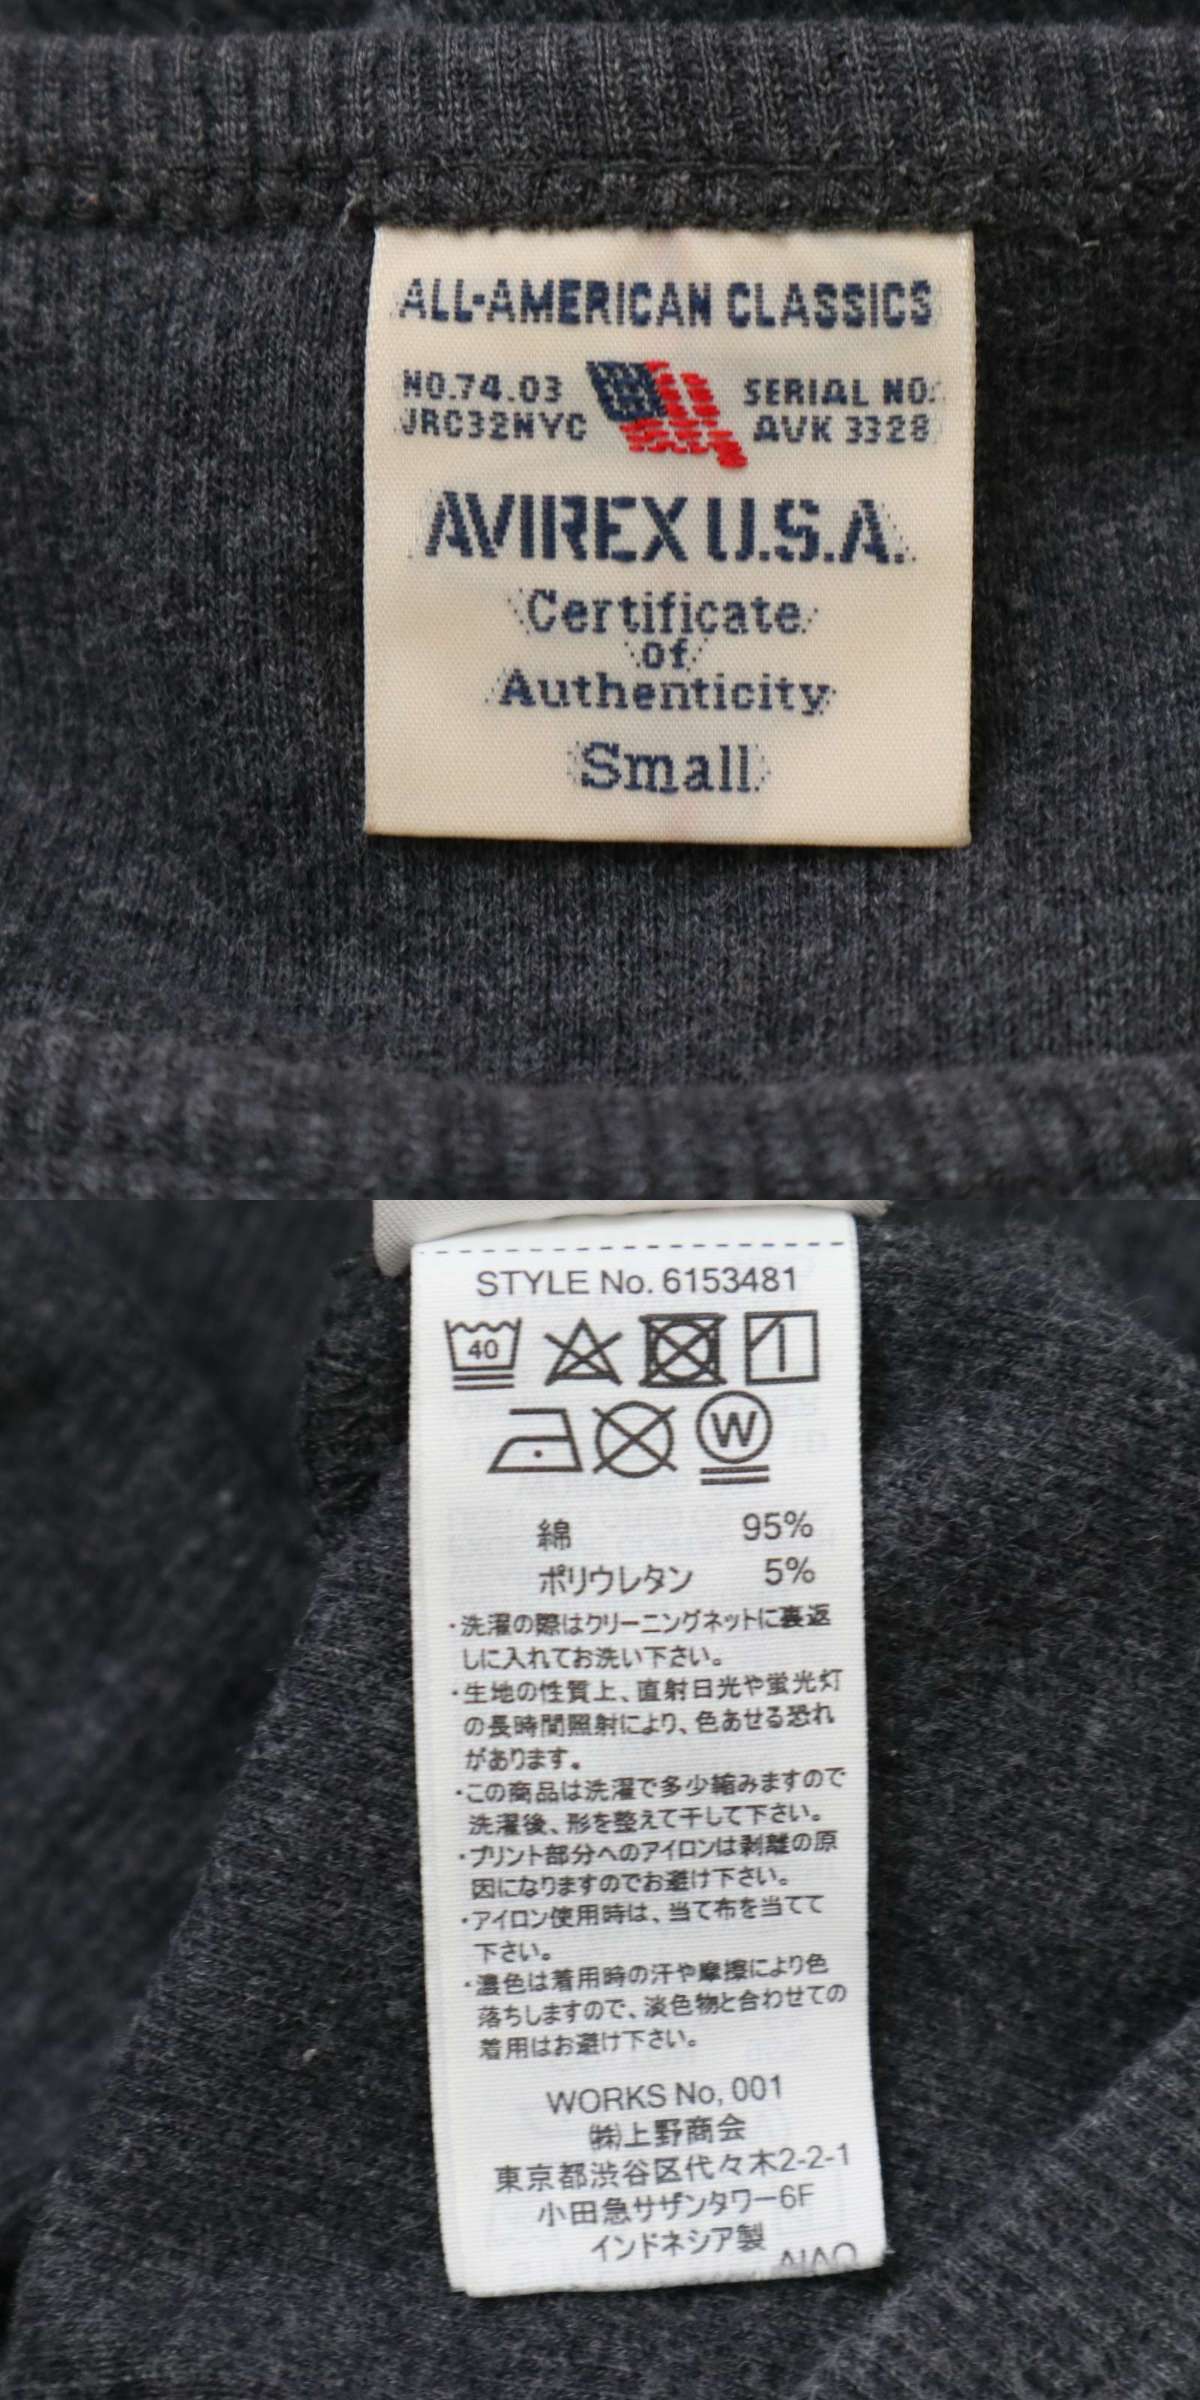 ALL-AMERICAN CLASSICS
NO.74.03
JRC32NYC
SERIAL NO.
AVK 3328
AVIREX U.S.A.
Certificate
of
Authenticity
Small
STYLE No. 6153481
40
W
綿 95%
ポリウレタン 5%
・洗濯の際はクリーニングネットに裏返
しに入れてお洗い下さい。
・生地の性質上、直射日光や蛍光灯
の長時間照射により、色あせる恐れ
があります。
・この商品は洗濯で多少縮みますので
洗濯後、形を整えて干して下さい。
・プリント部分へのアイロンは剥離の原
因になりますのでお避け下さい。
・アイロン使用時は、当て布を当てて
下さい。
・濃色は着用時の汗や摩擦により色
落ちしますので、淡色物と合わせての
着用はお避け下さい。
WORKS No, 001
㈱上野商会
東京都渋谷区代々木2-2-1
小田急サザンタワー6F
インドネシア製